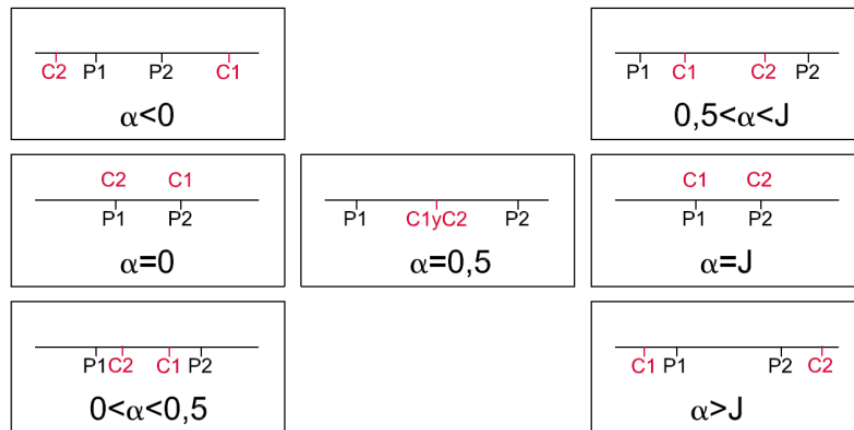 C2 P1 P2 C1
α<0
P1 C1 C2 P2
0,5<α<J
C2 C1
P1 P2
α=0
P1 C1yC2 P2
α=0,5
C1 C2
P1 P2
α=J
P1 C2 C1 P2
0<α<0,5
C1 P1 P2 C2
α>J